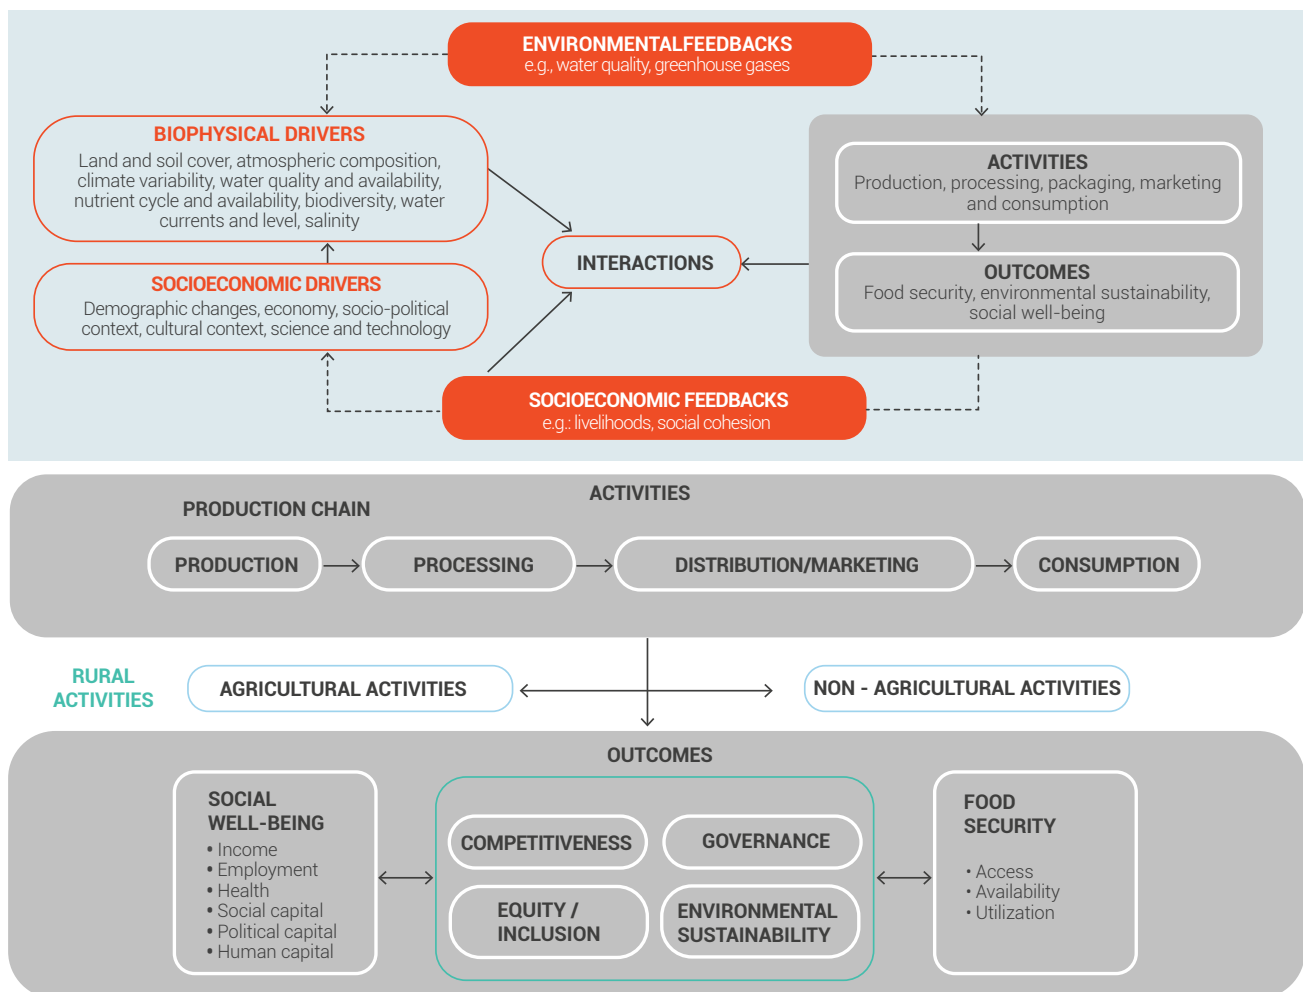 ENVIRONMENTALFEEDBACKS
e.g., water quality, greenhouse gases
BIOPHYSICAL DRIVERS
Land and soil cover, atmospheric composition,
climate variability, water quality and availability,
nutrient cycle and availability, biodiversity, water
currents and level, salinity
SOCIOECONOMIC DRIVERS
Demographic changes, economy, socio-political
context, cultural context, science and technology
INTERACTIONS
ACTIVITIES
Production, processing, packaging, marketing
and consumption
OUTCOMES
Food security, environmental sustainability,
social well-being
SOCIOECONOMIC FEEDBACKS
e.g.: livelihoods, social cohesion
ACTIVITIES
PRODUCTION CHAIN
PRODUCTION
PROCESSING
DISTRIBUTION/MARKETING
CONSUMPTION
RURAL
ACTIVITIES
AGRICULTURAL ACTIVITIES
NON - AGRICULTURAL ACTIVITIES
OUTCOMES
SOCIAL
WELL-BEING
• Income
• Employment
• Health
• Social capital
• Political capital
• Human capital
COMPETITIVENESS
GOVERNANCE
EQUITY /
INCLUSION
ENVIRONMENTAL
SUSTAINABILITY
FOOD
SECURITY
• Access
• Availability
• Utilization